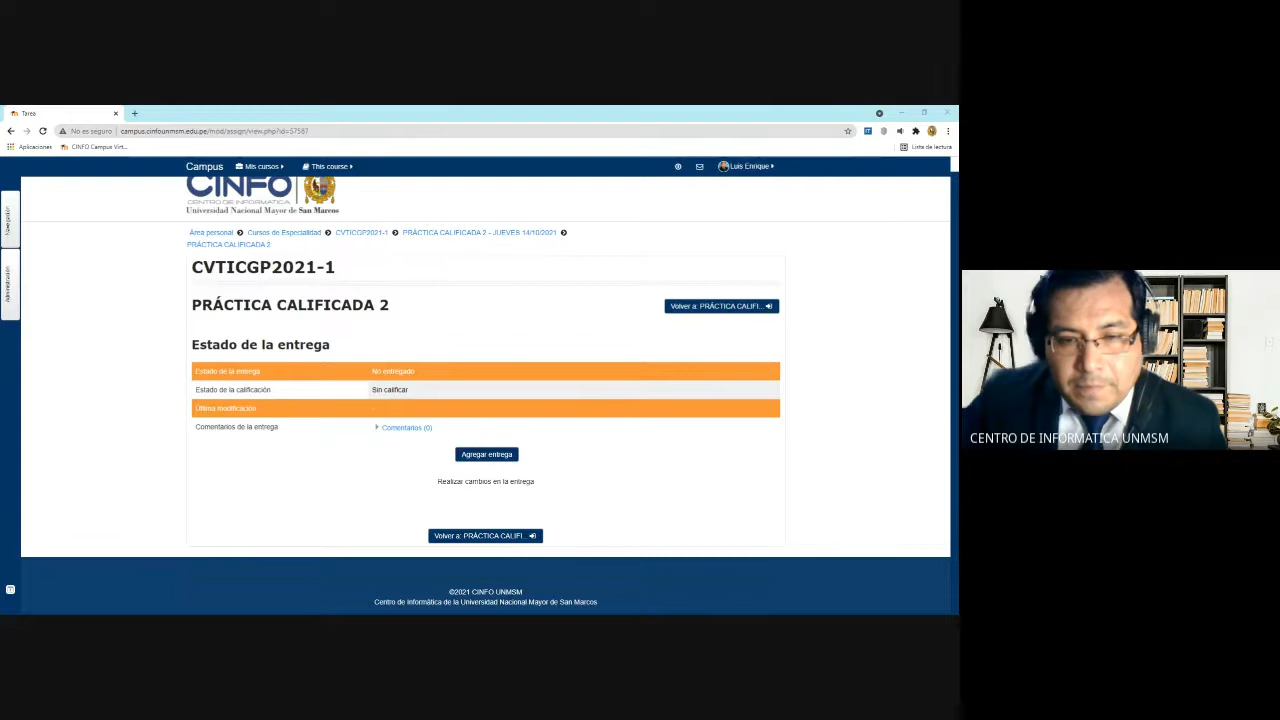 Tarea
No es seguro
campus.cinfounmsm.edu.pe/mod/assign/view.php?id=57587
Aplicaciones
CINFO Campus Virt...
Lista de lectura
Campus
Mis cursos
This course
Luis Enrique
Navegación
Administración
CINFO
CENTRO DE INFORMÁTICA
Universidad Nacional Mayor de San Marcos
Área personal
Cursos de Especialidad
CVTICGP2021-1
PRÁCTICA CALIFICADA 2 - JUEVES 14/10/2021
PRÁCTICA CALIFICADA 2
CVTICGP2021-1
PRÁCTICA CALIFICADA 2
Volver a: PRÁCTICA CALIFI...
Estado de la entrega
Estado de la entrega No entregado
Estado de la calificación Sin calificar
Última modificación -
Comentarios de la entrega Comentarios (0)
Agregar entrega
Realizar cambios en la entrega
Volver a: PRÁCTICA CALIFI...
©2021 CINFO UNMSM
Centro de Informática de la Universidad Nacional Mayor de San Marcos
CENTRO DE INFORMATICA UNMSM